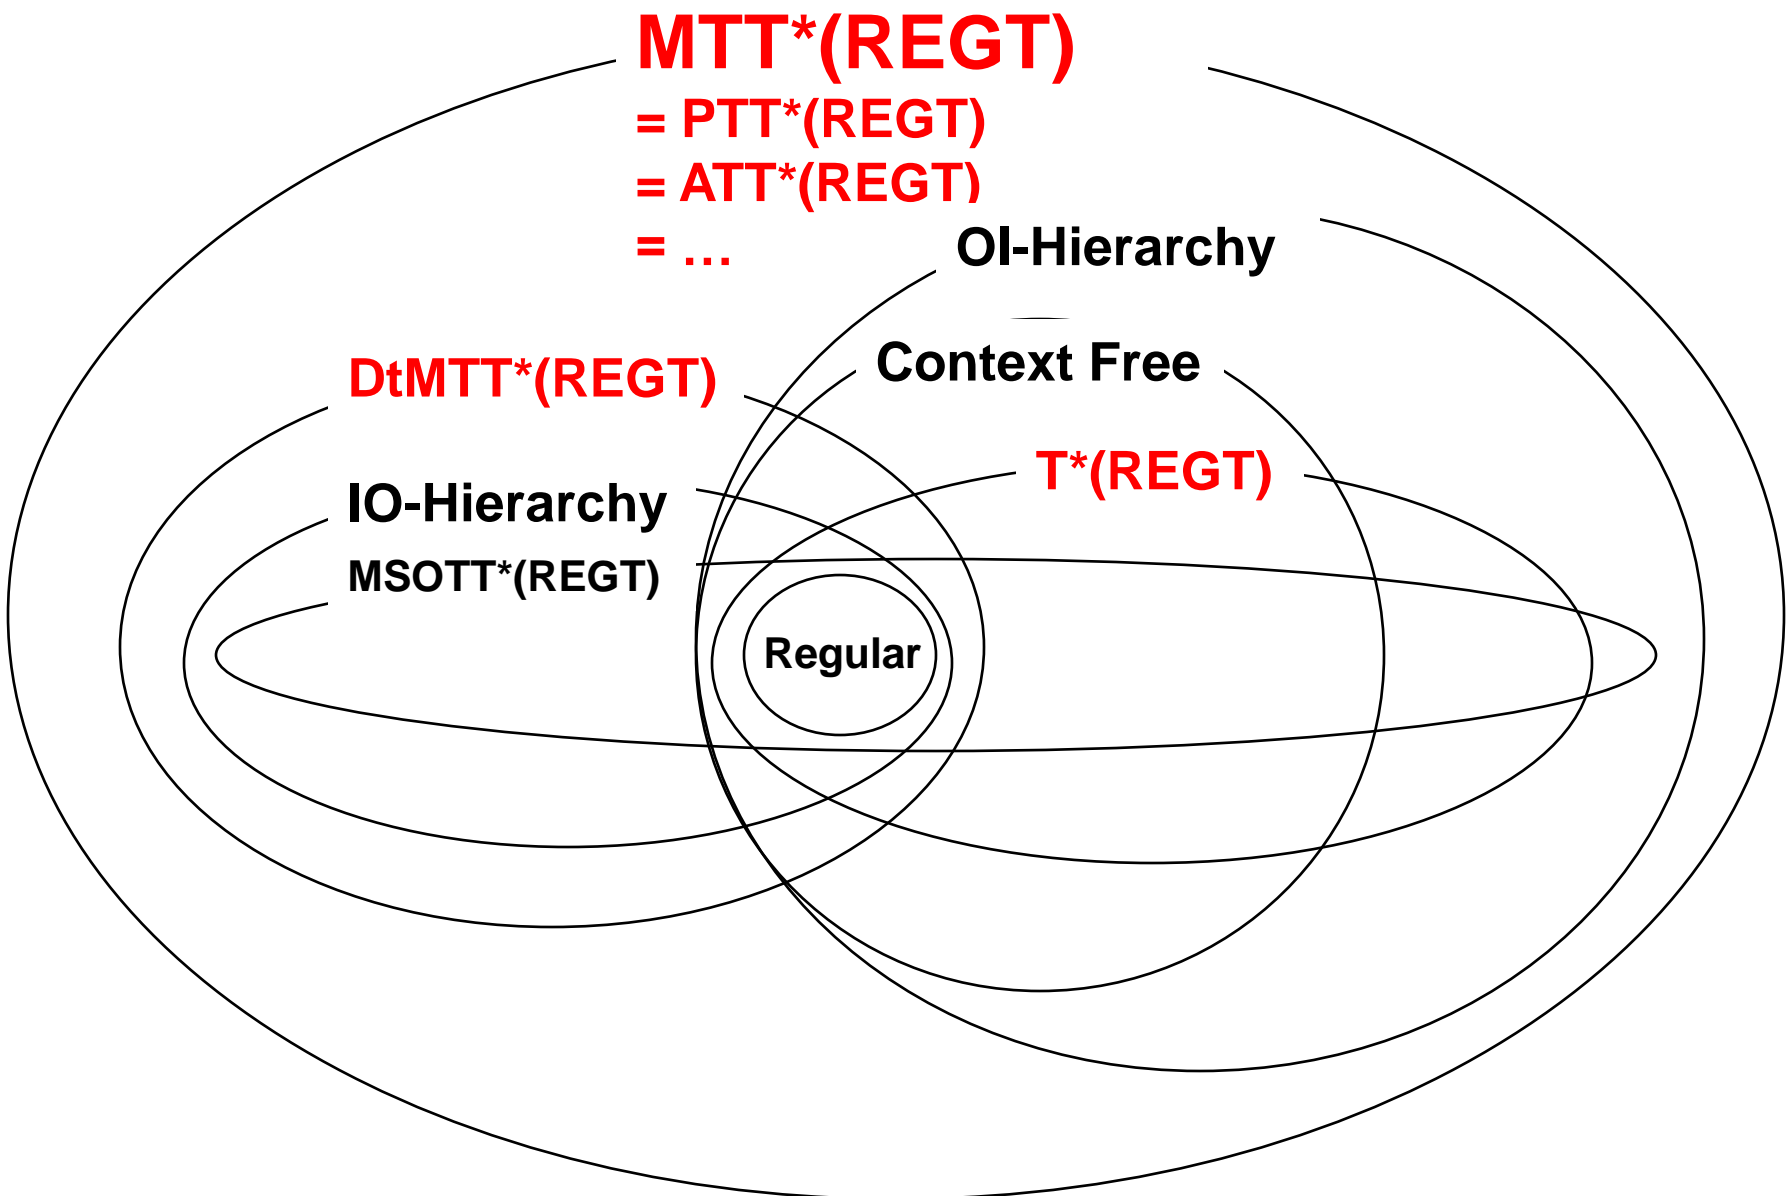 MTT*(REGT)
= PTT*(REGT)
= ATT*(REGT)
= …
OI-Hierarchy
Context Free
DtMTT*(REGT)
T*(REGT)
IO-Hierarchy
MSOTT*(REGT)
Regular